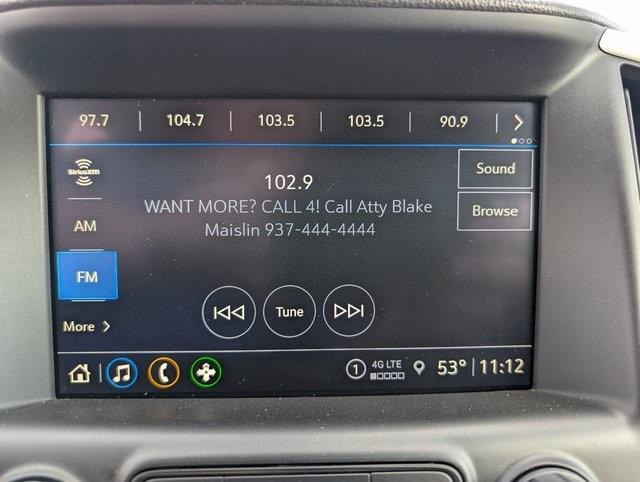 97.7 104.7 103.5 103.5 90.9
SiriusXM
102.9
Sound
WANT MORE? CALL 4! Call Atty Blake
Maislin 937-444-4444
Browse
AM
FM
Tune
More
1 4G LTE 53° 11:12